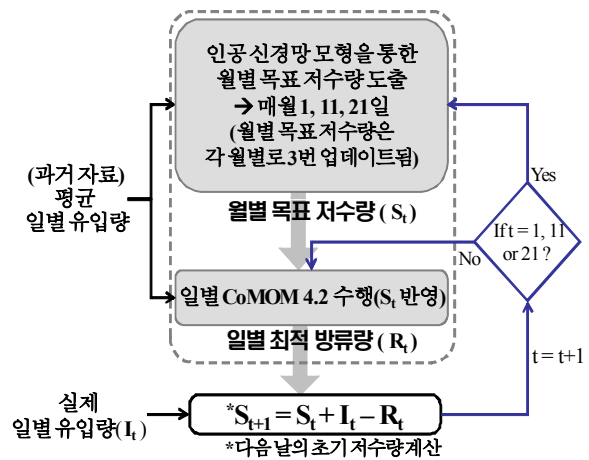 인공 신경망 모형을 통한
월별 목표 저수량 도출
→ 매월 1, 11, 21일
(월별 목표 저수량은
각 월별로 3번 업데이트됨)
(과거 자료)
평균
일별 유입량
월별 목표 저수량 ( St )
Yes
If t = 1, 11
or 21 ?
No
일별 CoMOM 4.2 수행(St 반영)
일별 최적 방류량 ( Rt )
t = t+1
실제
일별 유입량(It)
*St+1 = St + It – Rt
*다음 날의 초기 저수량 계산